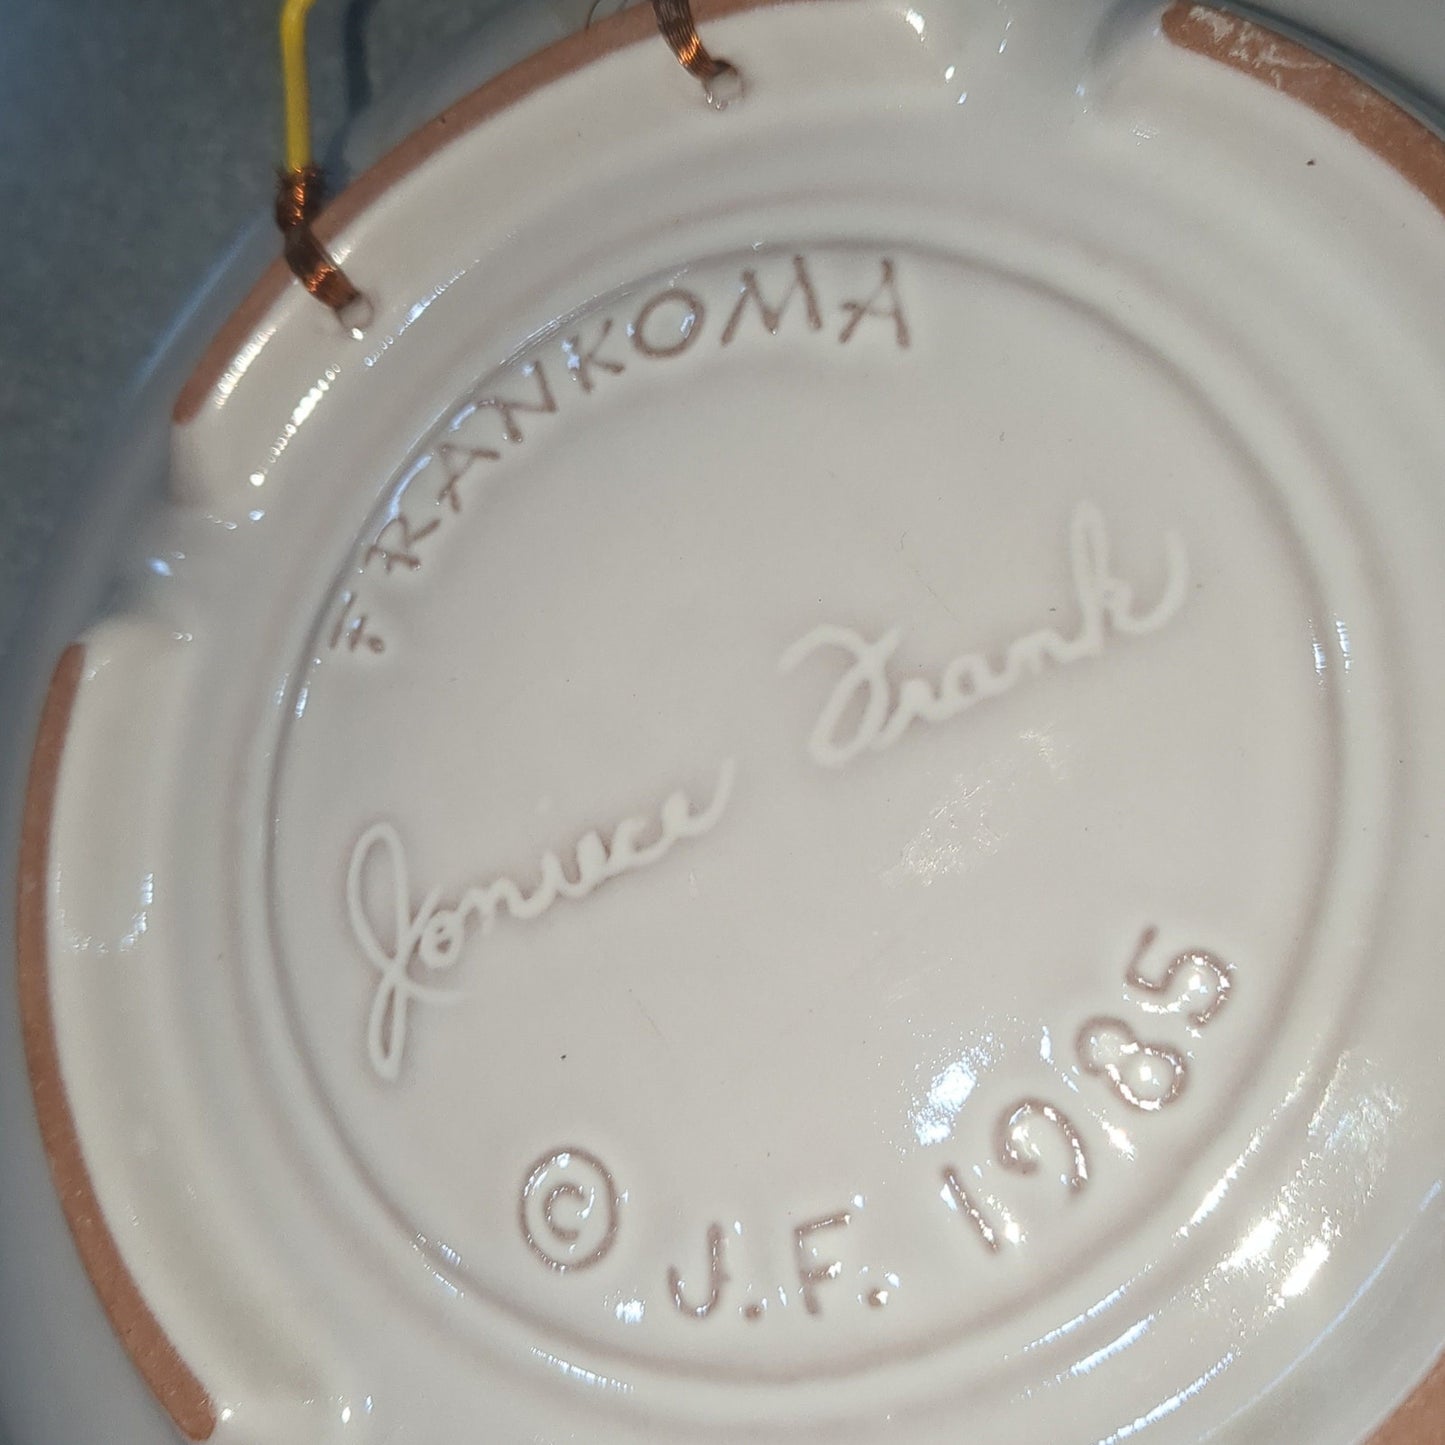 FRANKOMA
Joniece Frank
© J.F. 1985